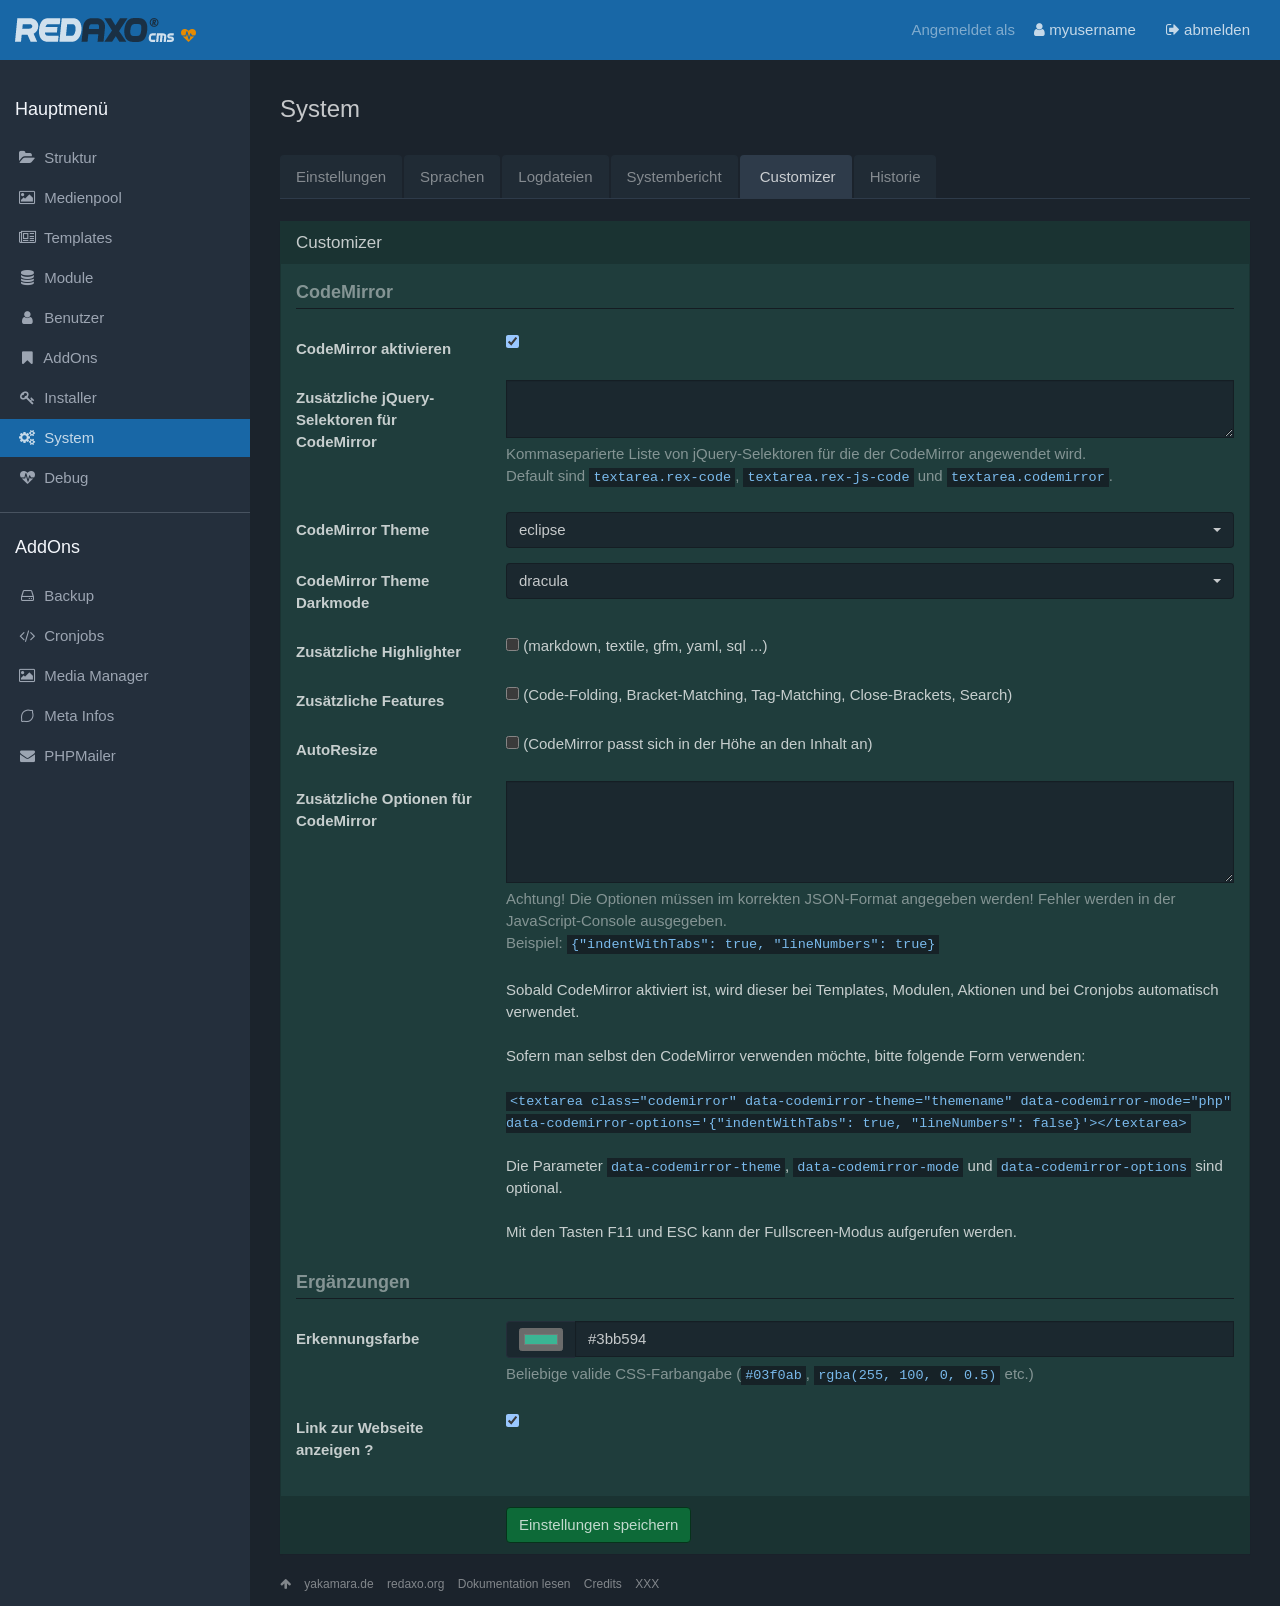 REDAXO® cms
Angemeldet als myusername abmelden
Hauptmenü
Struktur
Medienpool
Templates
Module
Benutzer
AddOns
Installer
System
Debug
AddOns
Backup
Cronjobs
Media Manager
Meta Infos
PHPMailer
System
Einstellungen Sprachen Logdateien Systembericht Customizer Historie
Customizer
CodeMirror
CodeMirror aktivieren
Zusätzliche jQuery-
Selektoren für
CodeMirror
Kommaseparierte Liste von jQuery-Selektoren für die der CodeMirror angewendet wird.
Default sind textarea.rex-code, textarea.rex-js-code und textarea.codemirror.
CodeMirror Theme
eclipse
CodeMirror Theme
Darkmode
dracula
Zusätzliche Highlighter
(markdown, textile, gfm, yaml, sql ...)
Zusätzliche Features
(Code-Folding, Bracket-Matching, Tag-Matching, Close-Brackets, Search)
AutoResize
(CodeMirror passt sich in der Höhe an den Inhalt an)
Zusätzliche Optionen für
CodeMirror
Achtung! Die Optionen müssen im korrekten JSON-Format angegeben werden! Fehler werden in der
JavaScript-Console ausgegeben.
Beispiel: {"indentWithTabs": true, "lineNumbers": true}
Sobald CodeMirror aktiviert ist, wird dieser bei Templates, Modulen, Aktionen und bei Cronjobs automatisch
verwendet.
Sofern man selbst den CodeMirror verwenden möchte, bitte folgende Form verwenden:
<textarea class="codemirror" data-codemirror-theme="themename" data-codemirror-mode="php"
data-codemirror-options='{"indentWithTabs": true, "lineNumbers": false}'></textarea>
Die Parameter data-codemirror-theme, data-codemirror-mode und data-codemirror-options sind
optional.
Mit den Tasten F11 und ESC kann der Fullscreen-Modus aufgerufen werden.
Ergänzungen
Erkennungsfarbe
#3bb594
Beliebige valide CSS-Farbangabe (#03f0ab, rgba(255, 100, 0, 0.5) etc.)
Link zur Webseite
anzeigen ?
Einstellungen speichern
yakamara.de redaxo.org Dokumentation lesen Credits XXX